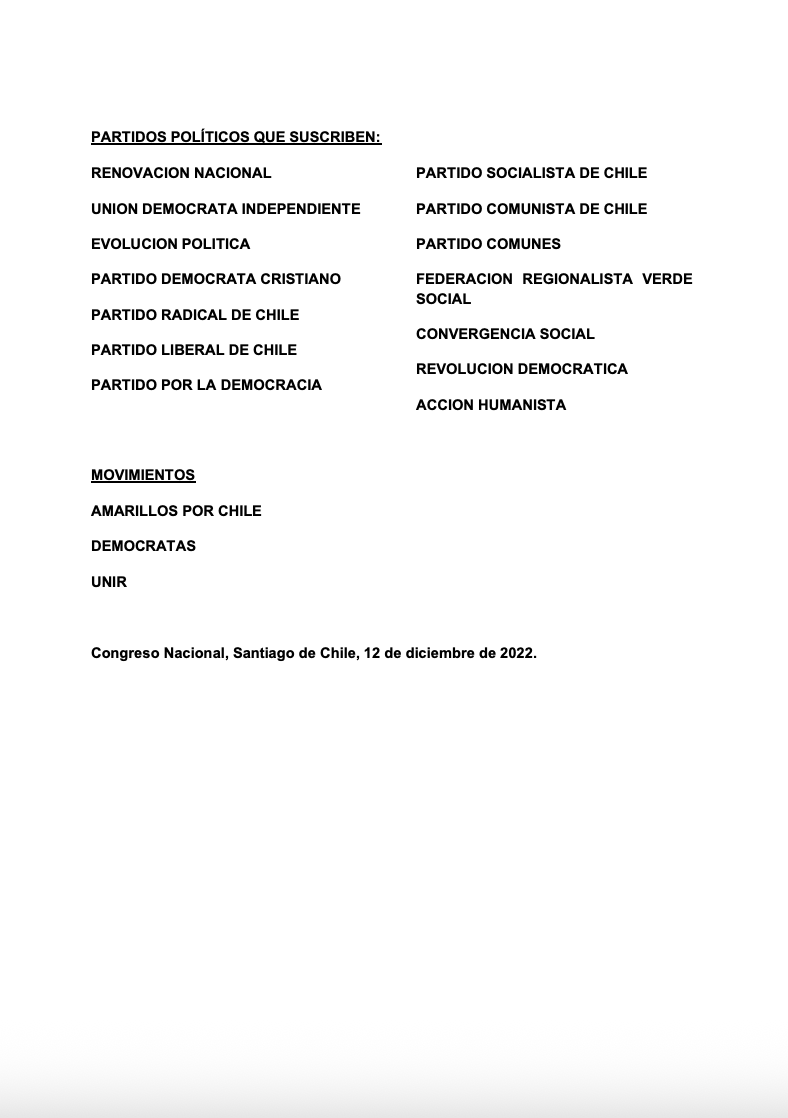 PARTIDOS POLÍTICOS QUE SUSCRIBEN:
RENOVACION NACIONAL
UNION DEMOCRATA INDEPENDIENTE
EVOLUCION POLITICA
PARTIDO DEMOCRATA CRISTIANO
PARTIDO RADICAL DE CHILE
PARTIDO LIBERAL DE CHILE
PARTIDO POR LA DEMOCRACIA
PARTIDO SOCIALISTA DE CHILE
PARTIDO COMUNISTA DE CHILE
PARTIDO COMUNES
FEDERACION REGIONALISTA VERDE
SOCIAL
CONVERGENCIA SOCIAL
REVOLUCION DEMOCRATICA
ACCION HUMANISTA
MOVIMIENTOS
AMARILLOS POR CHILE
DEMOCRATAS
UNIR
Congreso Nacional, Santiago de Chile, 12 de diciembre de 2022.